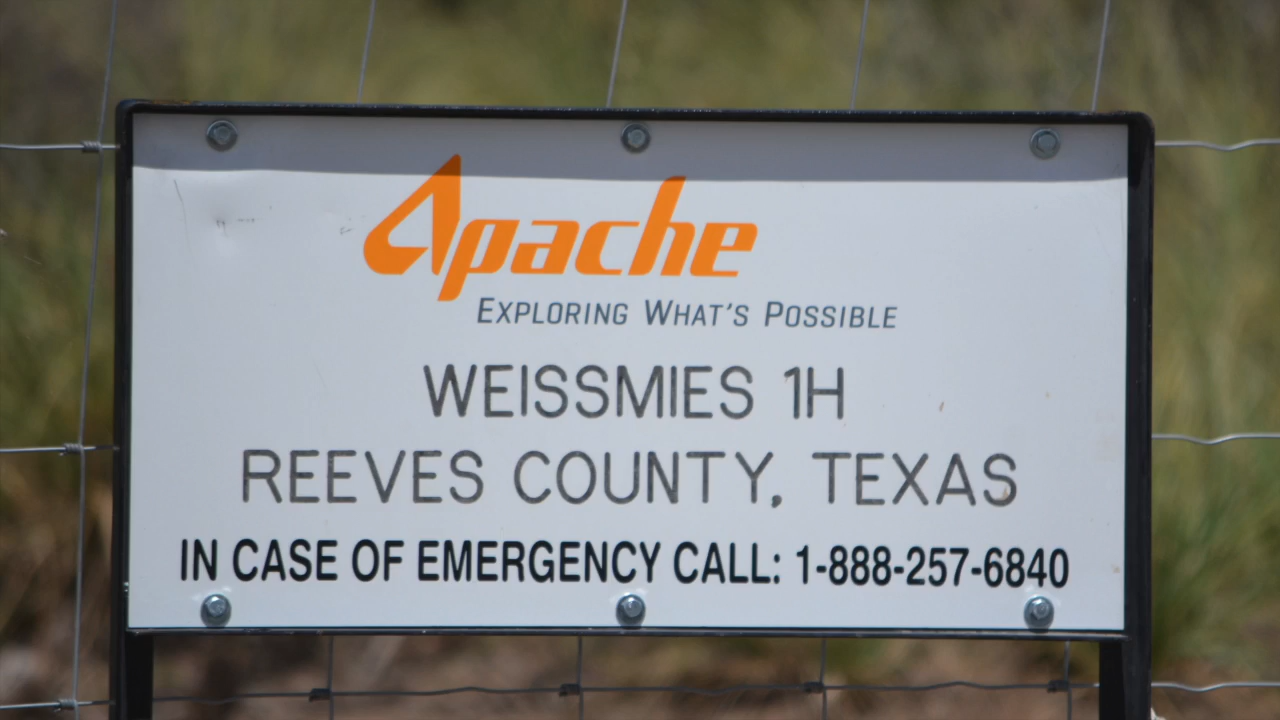 Apache
EXPLORING WHAT'S POSSIBLE
WEISSMIES 1H
REEVES COUNTY, TEXAS
IN CASE OF EMERGENCY CALL: 1-888-257-6840